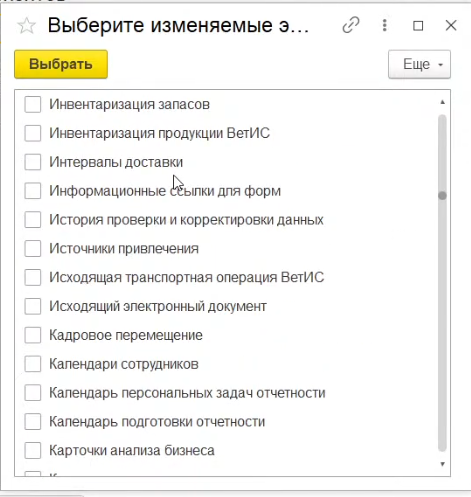 Выберите изменяемые э...
Выбрать
Еще
Инвентаризация запасов
Инвентаризация продукции ВетИС
Интервалы доставки
Информационные ссылки для форм
История проверки и корректировки данных
Источники привлечения
Исходящая транспортная операция ВетИС
Исходящий электронный документ
Кадровое перемещение
Календари сотрудников
Календарь персональных задач отчетности
Календарь подготовки отчетности
Карточки анализа бизнеса